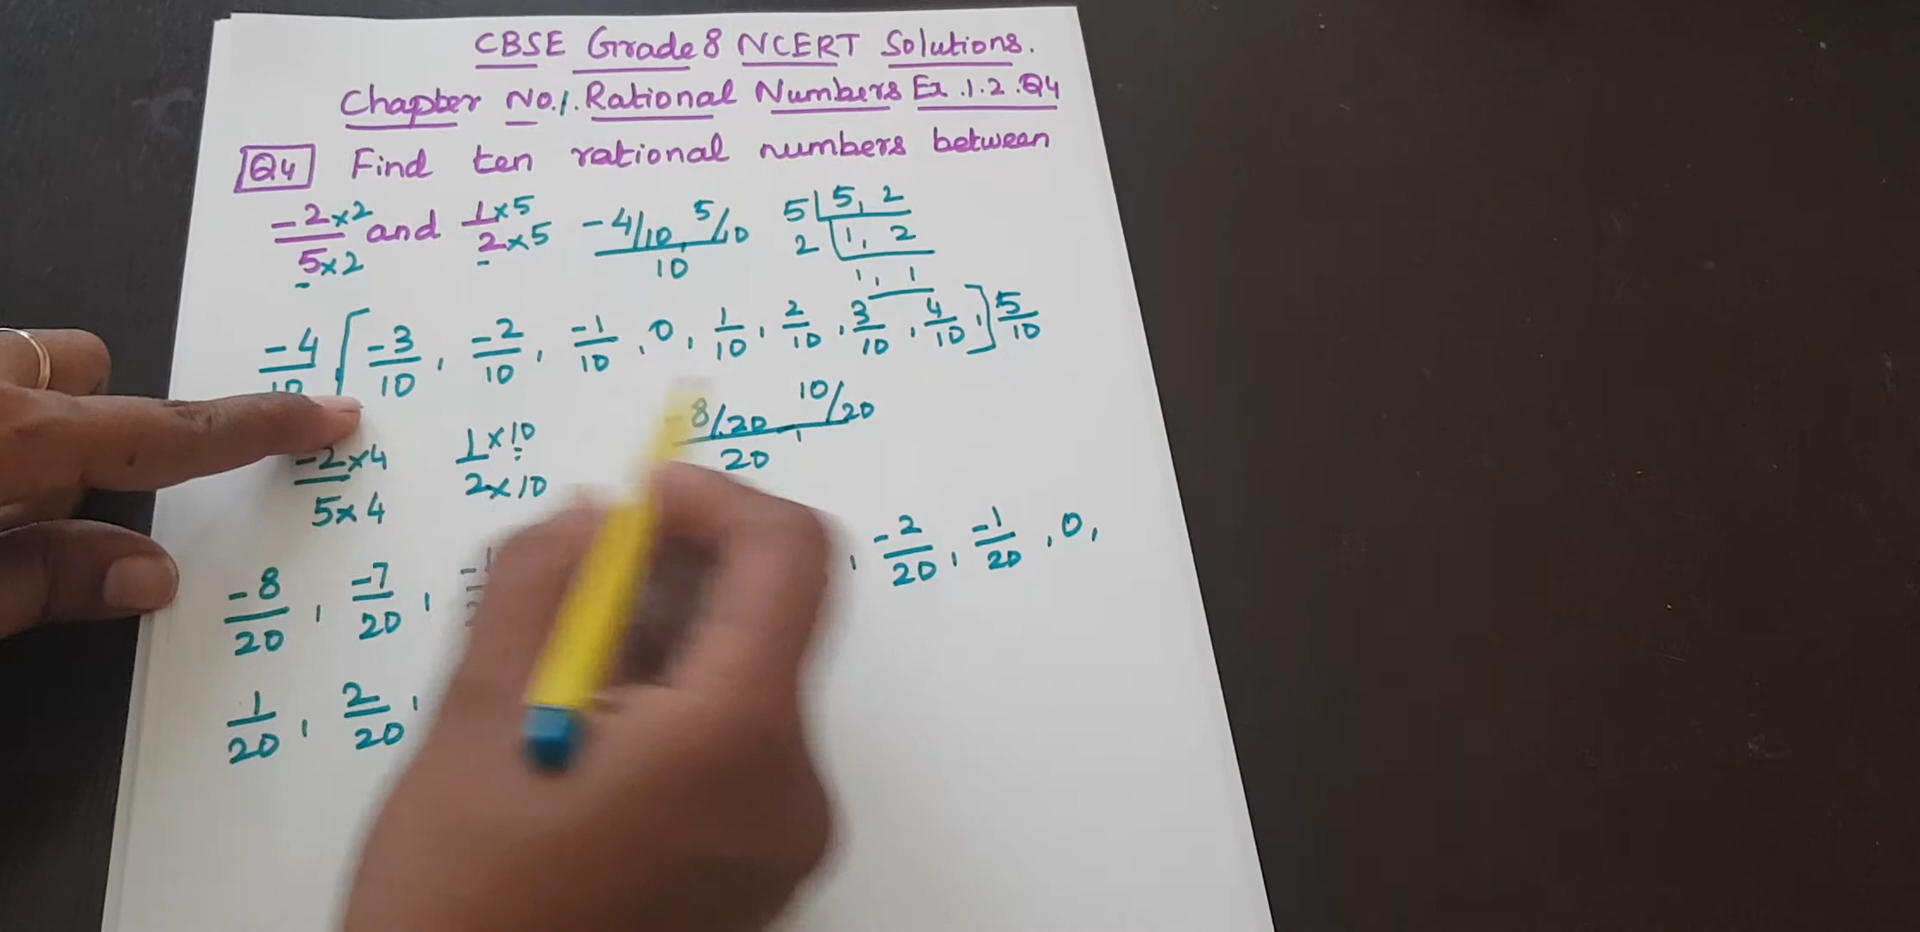 CBSE Grade 8 NCERT Solutions.
Chapter No.1. Rational Numbers Ex.1.2.Q4
Q4 Find ten rational numbers between
-2×2/5×2 and 1×5/2×5 -4/10, 5/10 / 10 5 | 5, 2
2 | 1, 2
1, 1
-4/10 [ -3/10, -2/10, -1/10, 0, 1/10, 2/10, 3/10, 4/10, ] 5/10
-2×4/5×4 1×10/2×10 -8/20, 10/20 / 20
-8/20, -7/20, , -2/20, -1/20, 0,
1/20, 2/20,